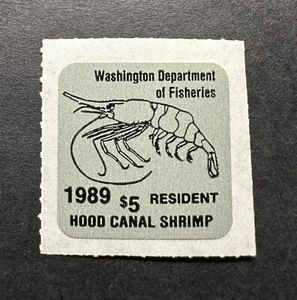 Washington Department
of Fisheries
1989 $5 RESIDENT
HOOD CANAL SHRIMP